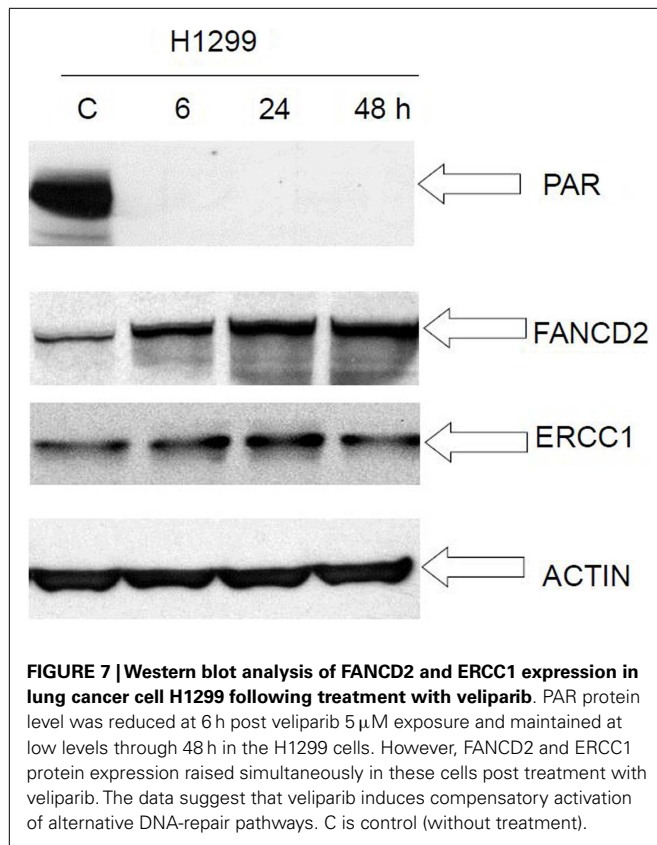 H1299
C 6 24 48 h
PAR
FANCD2
ERCC1
ACTIN
FIGURE 7 | Western blot analysis of FANCD2 and ERCC1 expression in
lung cancer cell H1299 following treatment with veliparib. PAR protein
level was reduced at 6 h post veliparib 5 μM exposure and maintained at
low levels through 48 h in the H1299 cells. However, FANCD2 and ERCC1
protein expression raised simultaneously in these cells post treatment with
veliparib. The data suggest that veliparib induces compensatory activation
of alternative DNA-repair pathways. C is control (without treatment).